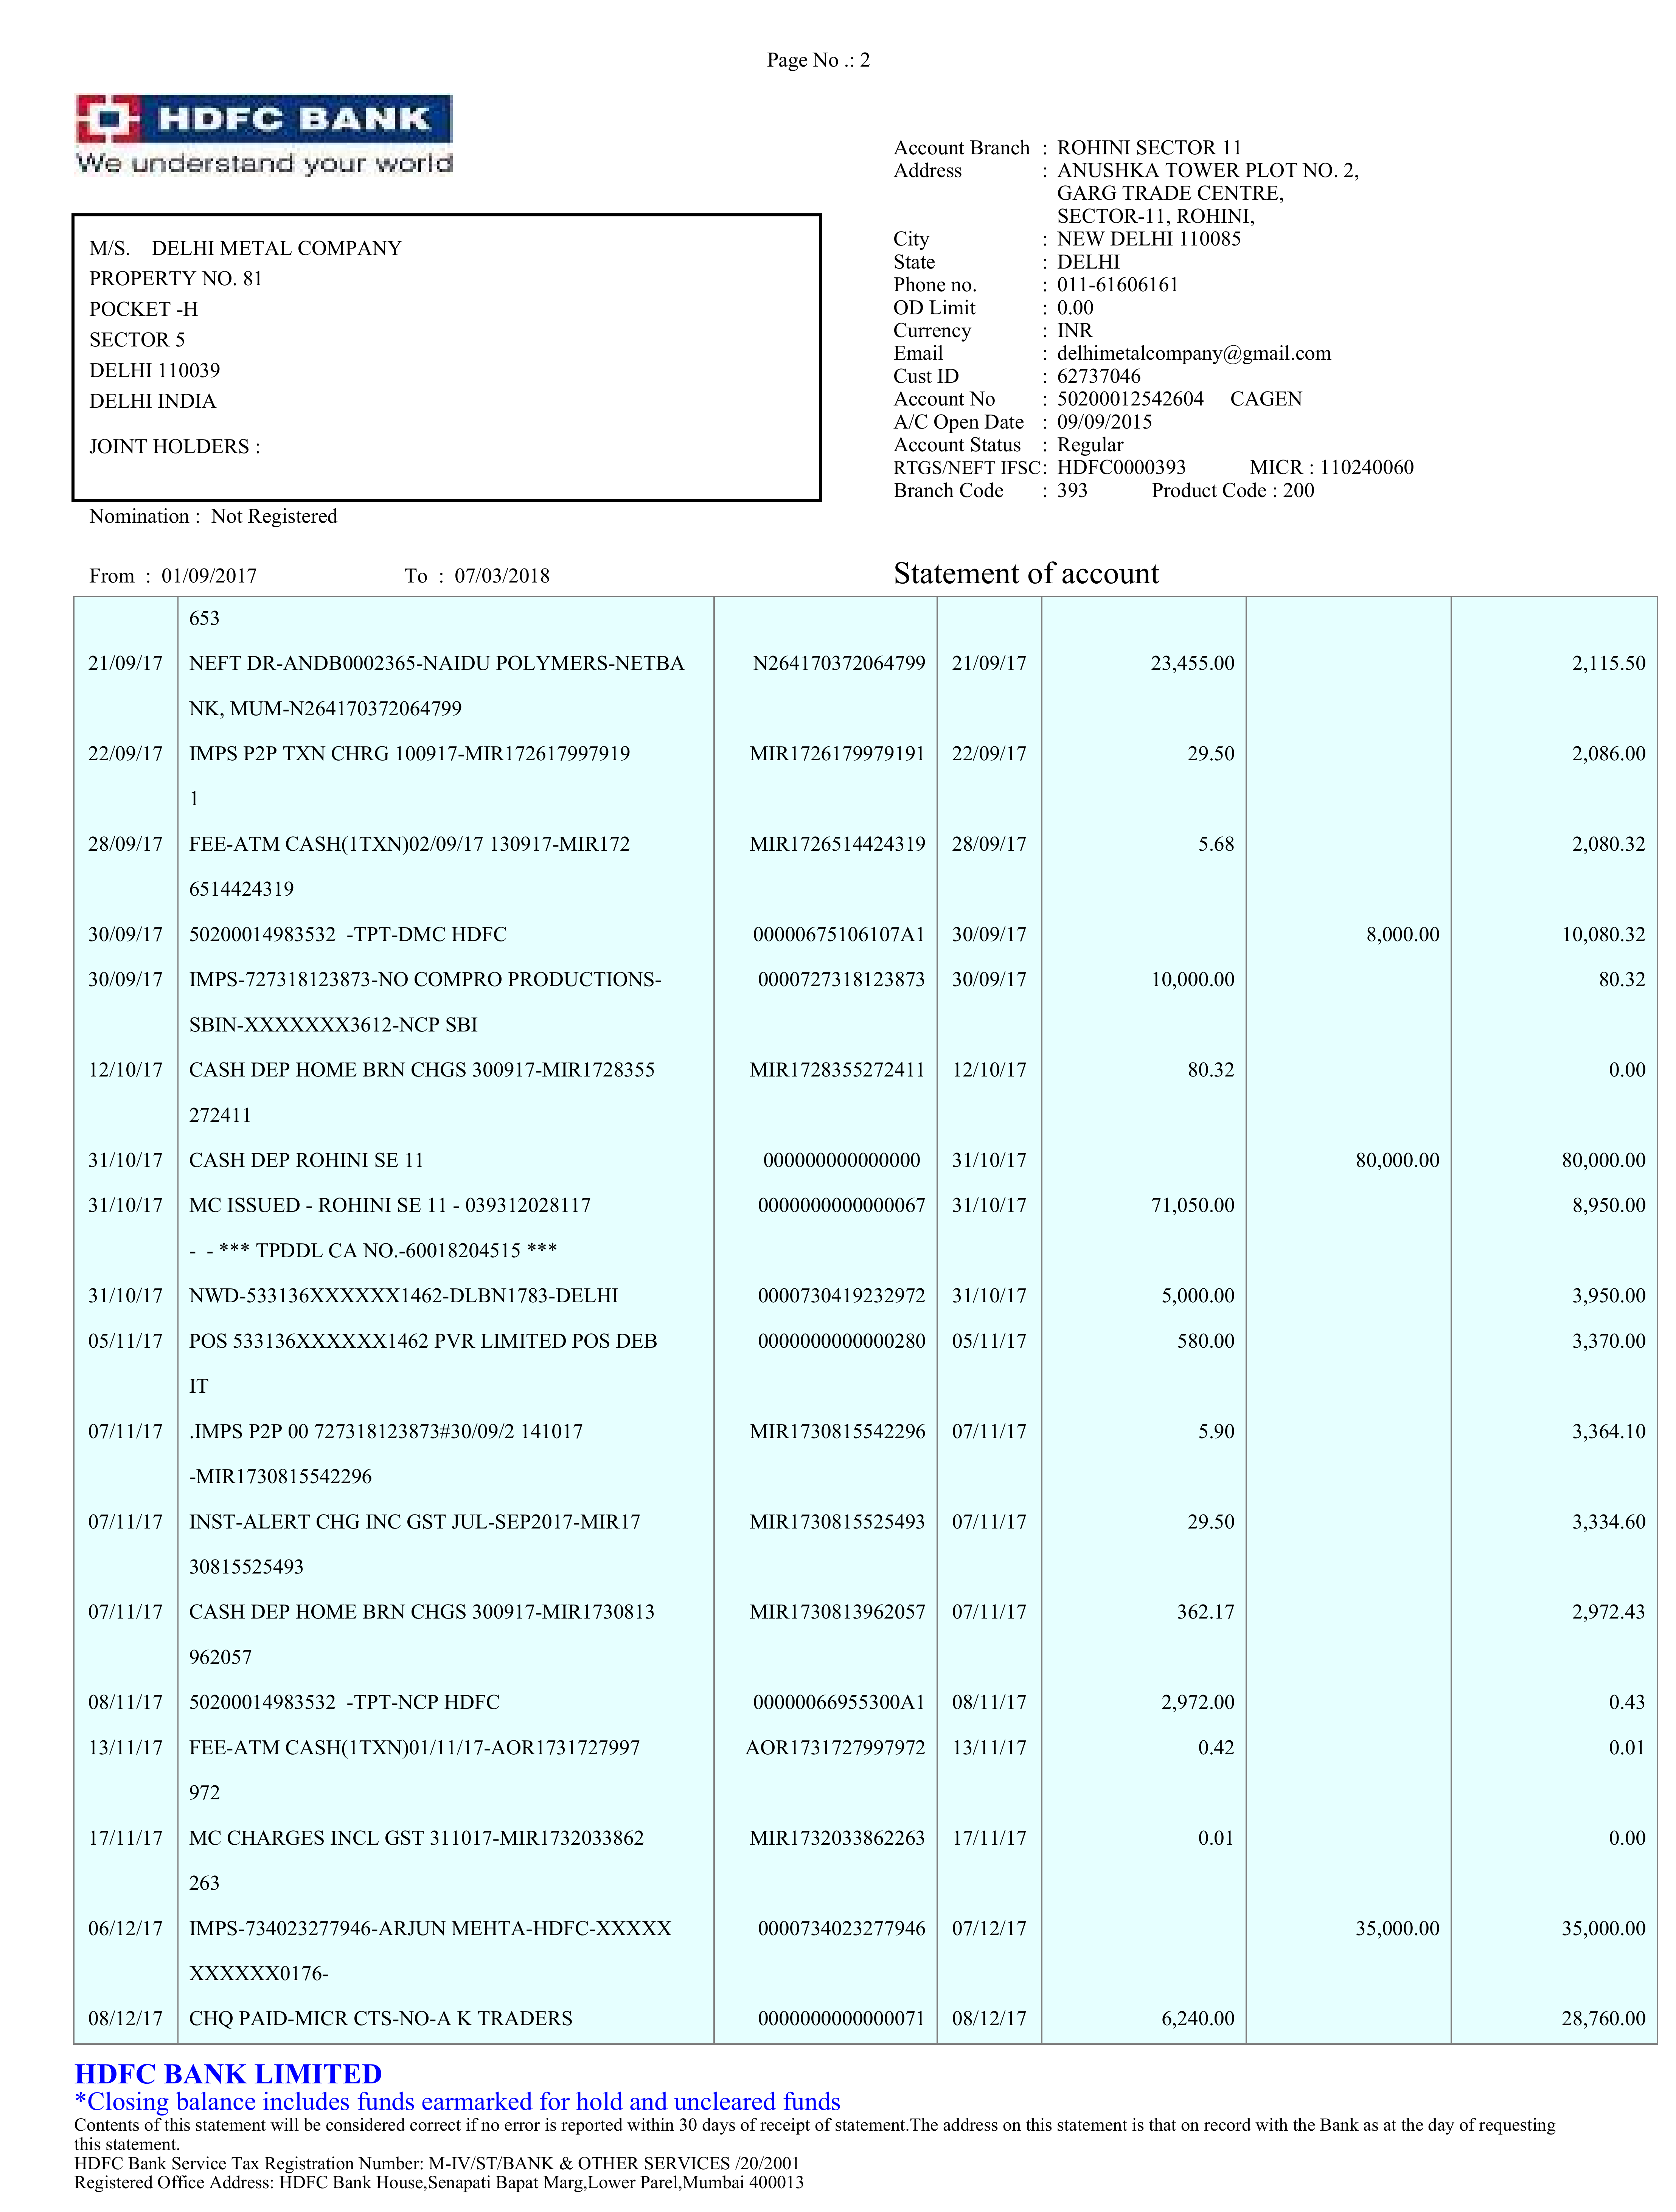 Page No .: 2
HDFC BANK
We understand your world
M/S. DELHI METAL COMPANY
PROPERTY NO. 81
POCKET -H
SECTOR 5
DELHI 110039
DELHI INDIA
JOINT HOLDERS :
Nomination : Not Registered
Account Branch : ROHINI SECTOR 11
Address : ANUSHKA TOWER PLOT NO. 2,
GARG TRADE CENTRE,
SECTOR-11, ROHINI,
City : NEW DELHI 110085
State : DELHI
Phone no. : 011-61606161
OD Limit : 0.00
Currency : INR
Email : delhimetalcompany@gmail.com
Cust ID : 62737046
Account No : 50200012542604 CAGEN
A/C Open Date : 09/09/2015
Account Status : Regular
RTGS/NEFT IFSC: HDFC0000393 MICR : 110240060
Branch Code : 393 Product Code : 200
From : 01/09/2017 To : 07/03/2018 Statement of account
653
21/09/17 NEFT DR-ANDB0002365-NAIDU POLYMERS-NETBA N264170372064799 21/09/17 23,455.00 2,115.50
NK, MUM-N264170372064799
22/09/17 IMPS P2P TXN CHRG 100917-MIR172617997919 MIR1726179979191 22/09/17 29.50 2,086.00
1
28/09/17 FEE-ATM CASH(1TXN)02/09/17 130917-MIR172 MIR1726514424319 28/09/17 5.68 2,080.32
6514424319
30/09/17 50200014983532 -TPT-DMC HDFC 00000675106107A1 30/09/17 8,000.00 10,080.32
30/09/17 IMPS-727318123873-NO COMPRO PRODUCTIONS- 0000727318123873 30/09/17 10,000.00 80.32
SBIN-XXXXXXX3612-NCP SBI
12/10/17 CASH DEP HOME BRN CHGS 300917-MIR1728355 MIR1728355272411 12/10/17 80.32 0.00
272411
31/10/17 CASH DEP ROHINI SE 11 000000000000000 31/10/17 80,000.00 80,000.00
31/10/17 MC ISSUED - ROHINI SE 11 - 039312028117 0000000000000067 31/10/17 71,050.00 8,950.00
- - *** TPDDL CA NO.-60018204515 ***
31/10/17 NWD-533136XXXXXX1462-DLBN1783-DELHI 0000730419232972 31/10/17 5,000.00 3,950.00
05/11/17 POS 533136XXXXXX1462 PVR LIMITED POS DEB 0000000000000280 05/11/17 580.00 3,370.00
IT
07/11/17 .IMPS P2P 00 727318123873#30/09/2 141017 MIR1730815542296 07/11/17 5.90 3,364.10
-MIR1730815542296
07/11/17 INST-ALERT CHG INC GST JUL-SEP2017-MIR17 MIR1730815525493 07/11/17 29.50 3,334.60
30815525493
07/11/17 CASH DEP HOME BRN CHGS 300917-MIR1730813 MIR1730813962057 07/11/17 362.17 2,972.43
962057
08/11/17 50200014983532 -TPT-NCP HDFC 00000066955300A1 08/11/17 2,972.00 0.43
13/11/17 FEE-ATM CASH(1TXN)01/11/17-AOR1731727997 AOR1731727997972 13/11/17 0.42 0.01
972
17/11/17 MC CHARGES INCL GST 311017-MIR1732033862 MIR1732033862263 17/11/17 0.01 0.00
263
06/12/17 IMPS-734023277946-ARJUN MEHTA-HDFC-XXXXX 0000734023277946 07/12/17 35,000.00 35,000.00
XXXXXX0176-
08/12/17 CHQ PAID-MICR CTS-NO-A K TRADERS 0000000000000071 08/12/17 6,240.00 28,760.00
HDFC BANK LIMITED
*Closing balance includes funds earmarked for hold and uncleared funds
Contents of this statement will be considered correct if no error is reported within 30 days of receipt of statement.The address on this statement is that on record with the Bank as at the day of requesting
this statement.
HDFC Bank Service Tax Registration Number: M-IV/ST/BANK & OTHER SERVICES /20/2001
Registered Office Address: HDFC Bank House,Senapati Bapat Marg,Lower Parel,Mumbai 400013